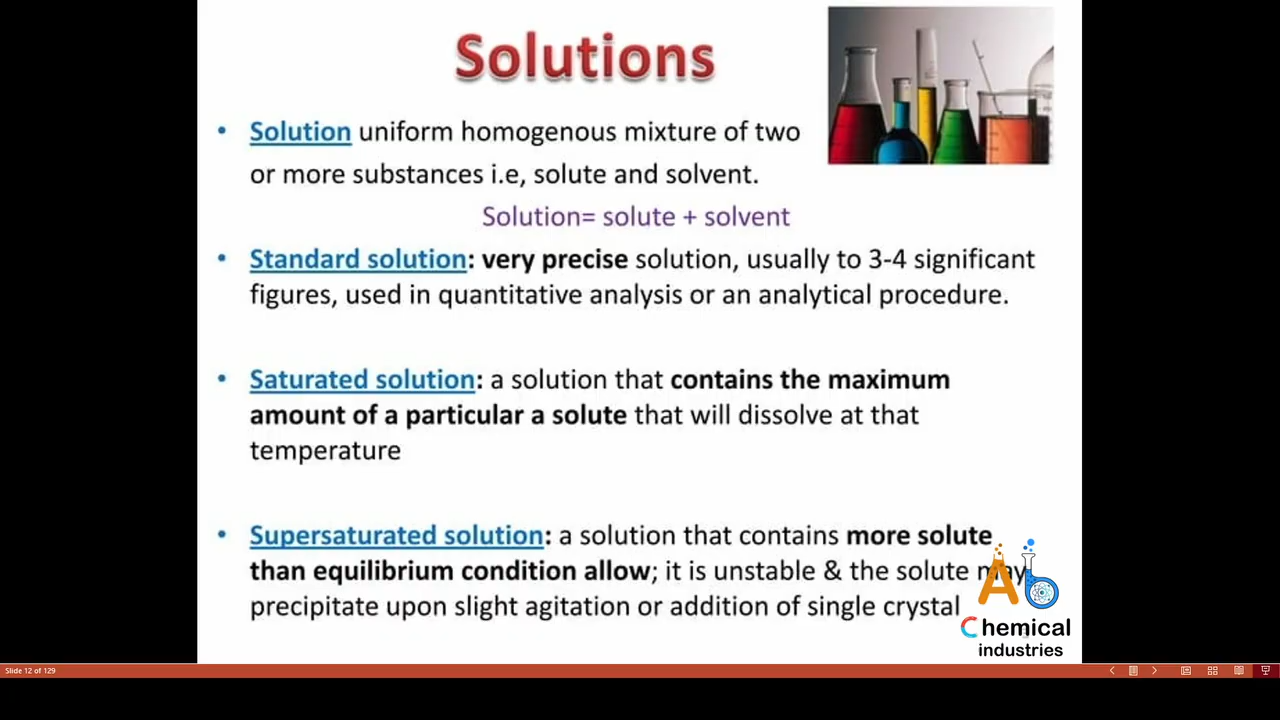 Solutions
• Solution uniform homogenous mixture of two
or more substances i.e, solute and solvent.
Solution= solute + solvent
• Standard solution: very precise solution, usually to 3-4 significant
figures, used in quantitative analysis or an analytical procedure.
• Saturated solution: a solution that contains the maximum
amount of a particular a solute that will dissolve at that
temperature
• Supersaturated solution: a solution that contains more solute
than equilibrium condition allow; it is unstable & the solute may
precipitate upon slight agitation or addition of single crystal
Ab
Chemical
industries
Slide 12 of 129